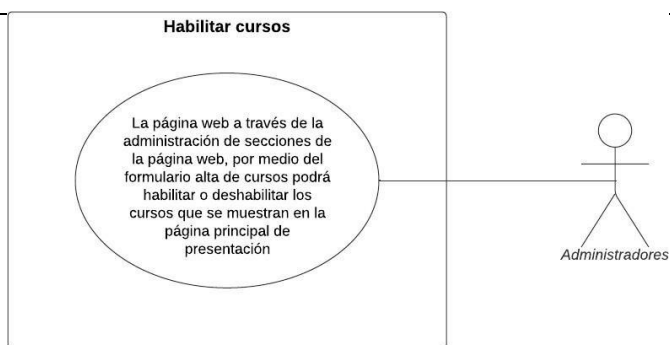 Habilitar cursos
La página web a través de la
administración de secciones de
la página web, por medio del
formulario alta de cursos podrá
habilitar o deshabilitar los
cursos que se muestran en la
página principal de
presentación
Administradores